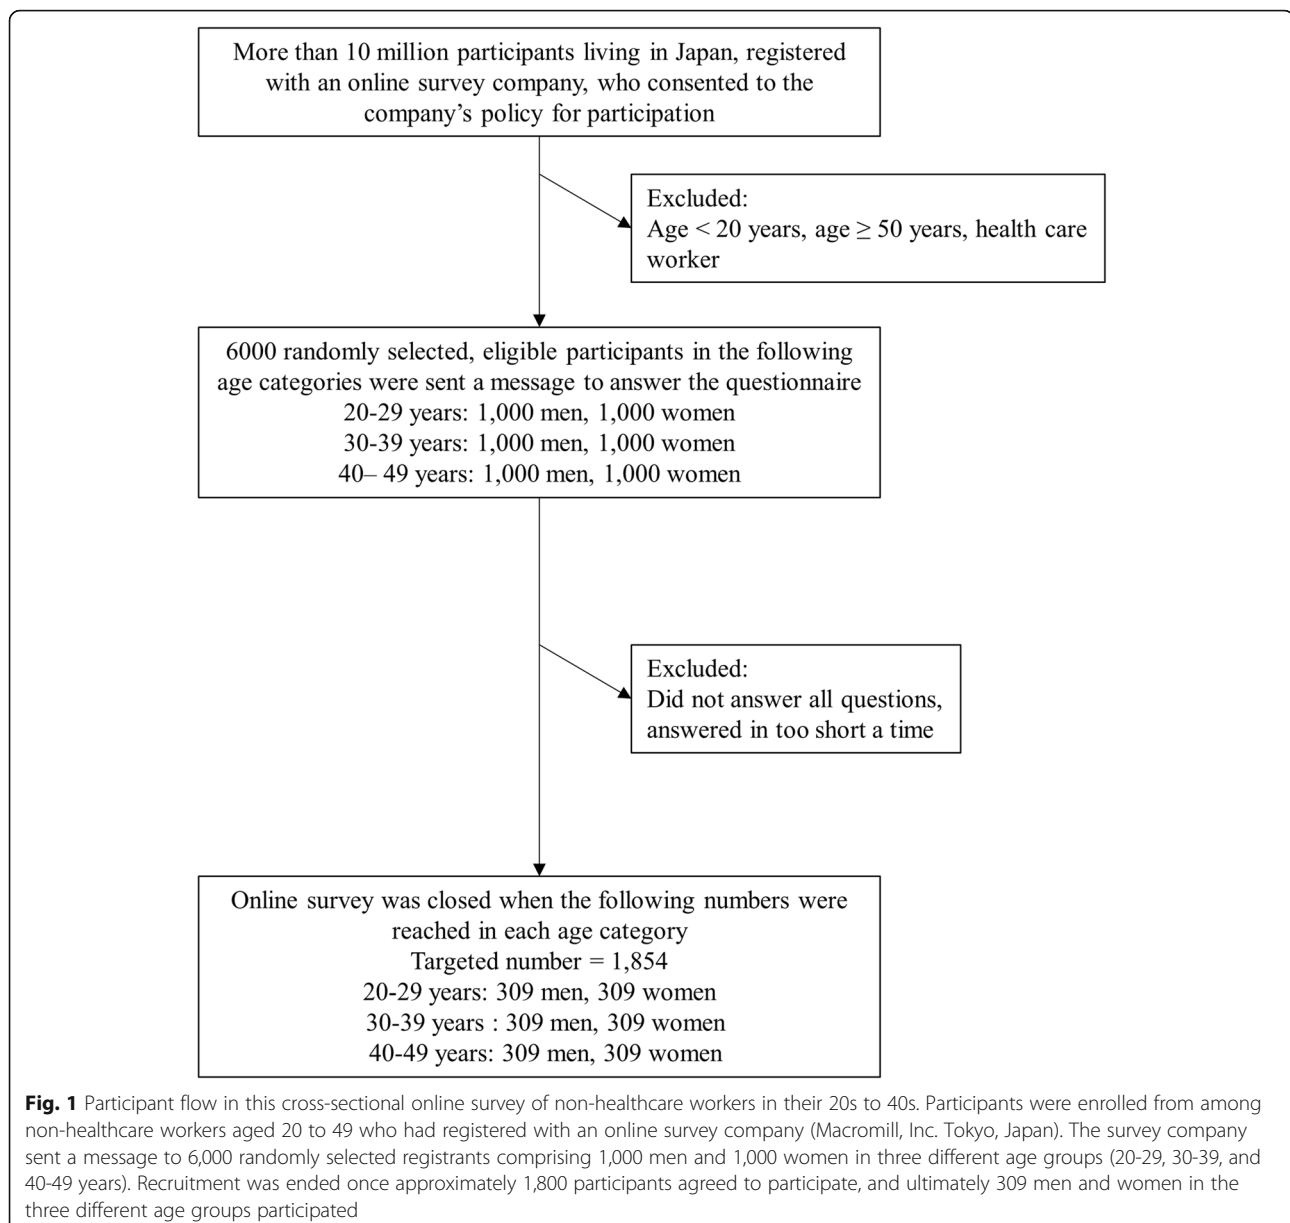 More than 10 million participants living in Japan, registered
with an online survey company, who consented to the
company's policy for participation
Excluded:
Age < 20 years, age ≥ 50 years, health care
worker
6000 randomly selected, eligible participants in the following
age categories were sent a message to answer the questionnaire
20-29 years: 1,000 men, 1,000 women
30-39 years: 1,000 men, 1,000 women
40– 49 years: 1,000 men, 1,000 women
Excluded:
Did not answer all questions,
answered in too short a time
Online survey was closed when the following numbers were
reached in each age category
Targeted number = 1,854
20-29 years: 309 men, 309 women
30-39 years : 309 men, 309 women
40-49 years: 309 men, 309 women
Fig. 1 Participant flow in this cross-sectional online survey of non-healthcare workers in their 20s to 40s. Participants were enrolled from among
non-healthcare workers aged 20 to 49 who had registered with an online survey company (Macromill, Inc. Tokyo, Japan). The survey company
sent a message to 6,000 randomly selected registrants comprising 1,000 men and 1,000 women in three different age groups (20-29, 30-39, and
40-49 years). Recruitment was ended once approximately 1,800 participants agreed to participate, and ultimately 309 men and women in the
three different age groups participated